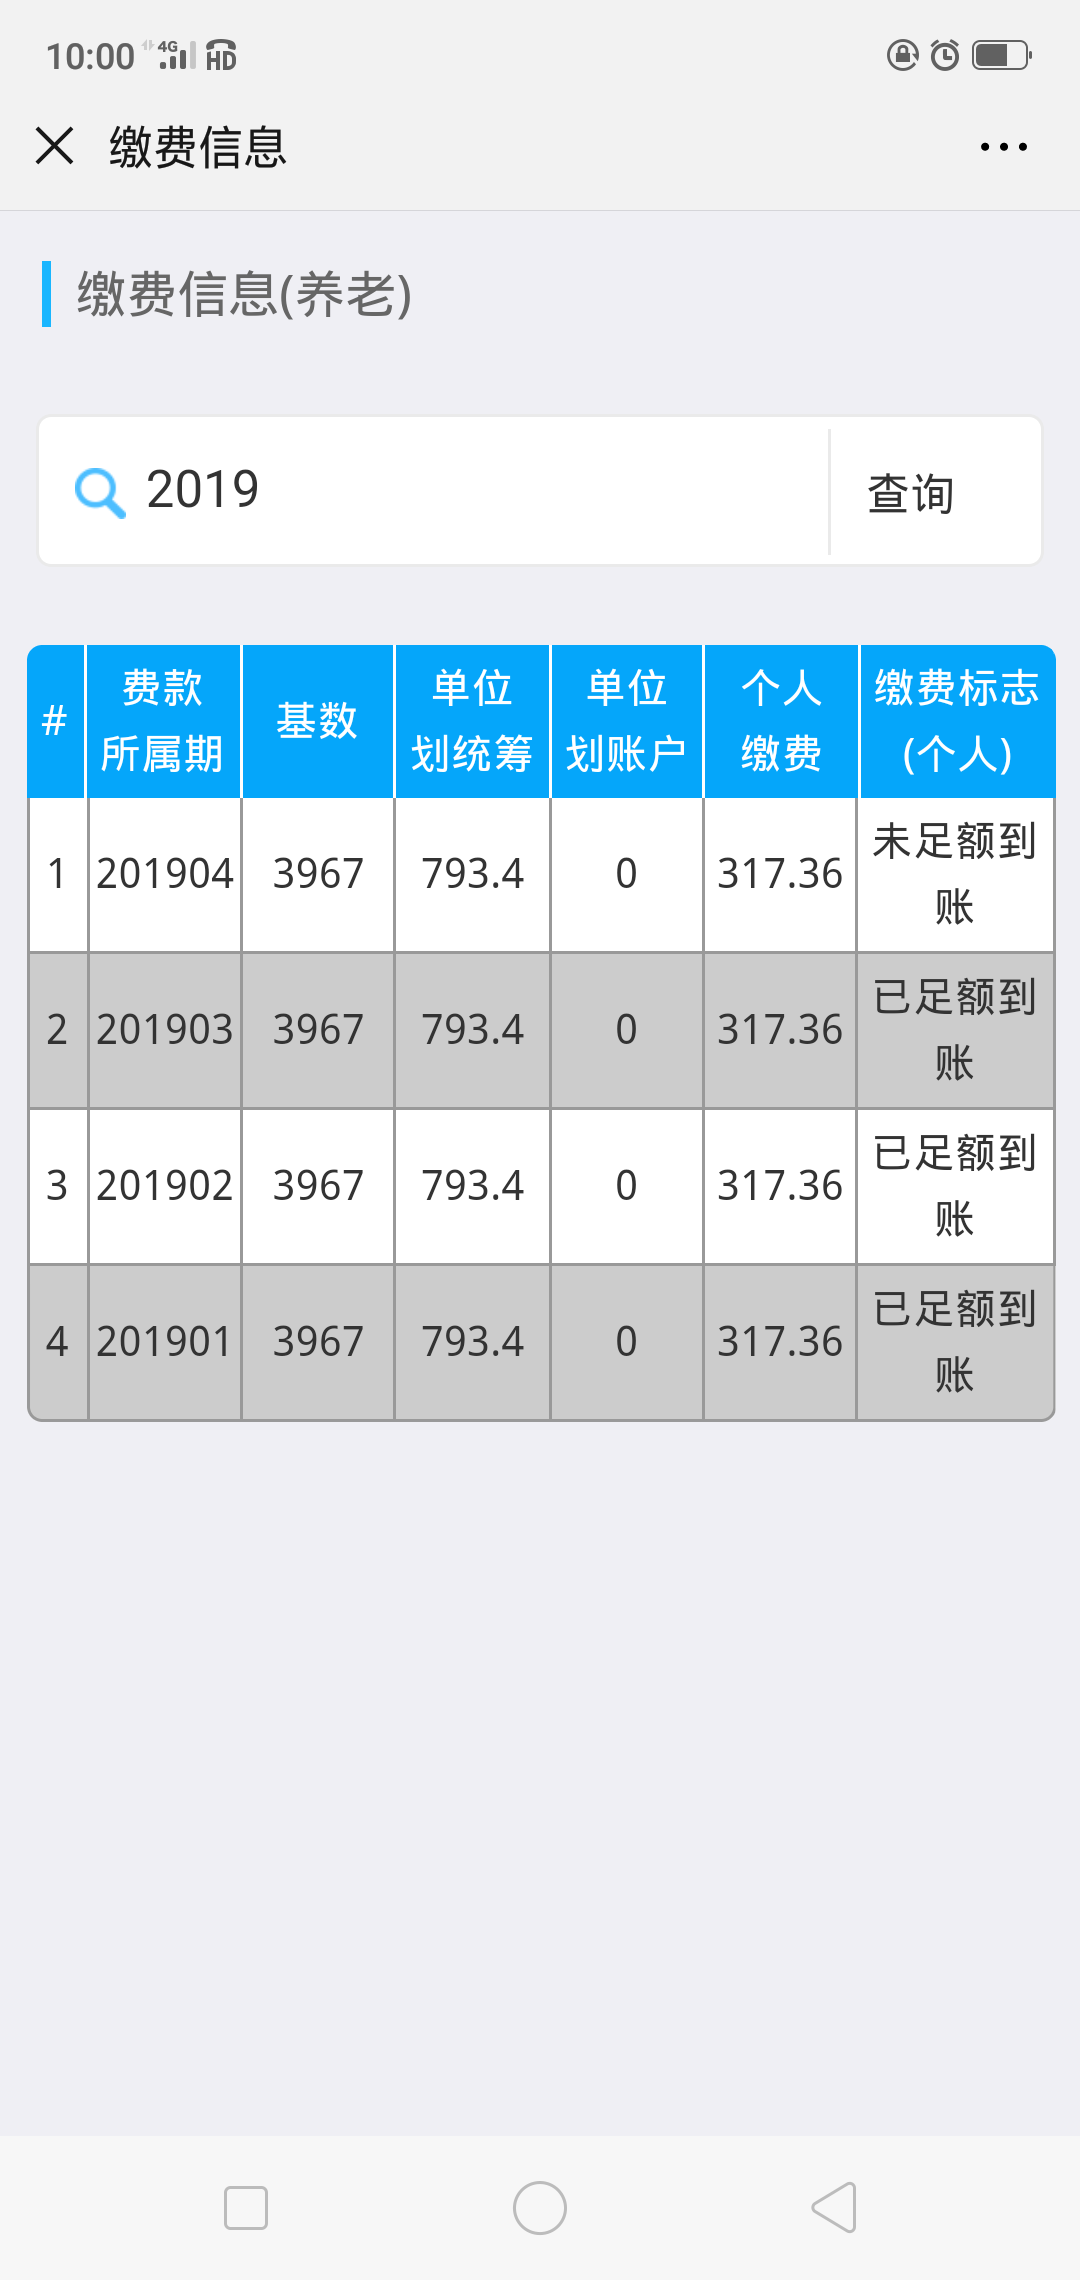 10:00 4G HD
缴费信息
缴费信息(养老)
2019 查询
# 费款所属期 基数 单位划统筹 单位划账户 个人缴费 缴费标志(个人)
1 201904 3967 793.4 0 317.36 未足额到账
2 201903 3967 793.4 0 317.36 已足额到账
3 201902 3967 793.4 0 317.36 已足额到账
4 201901 3967 793.4 0 317.36 已足额到账